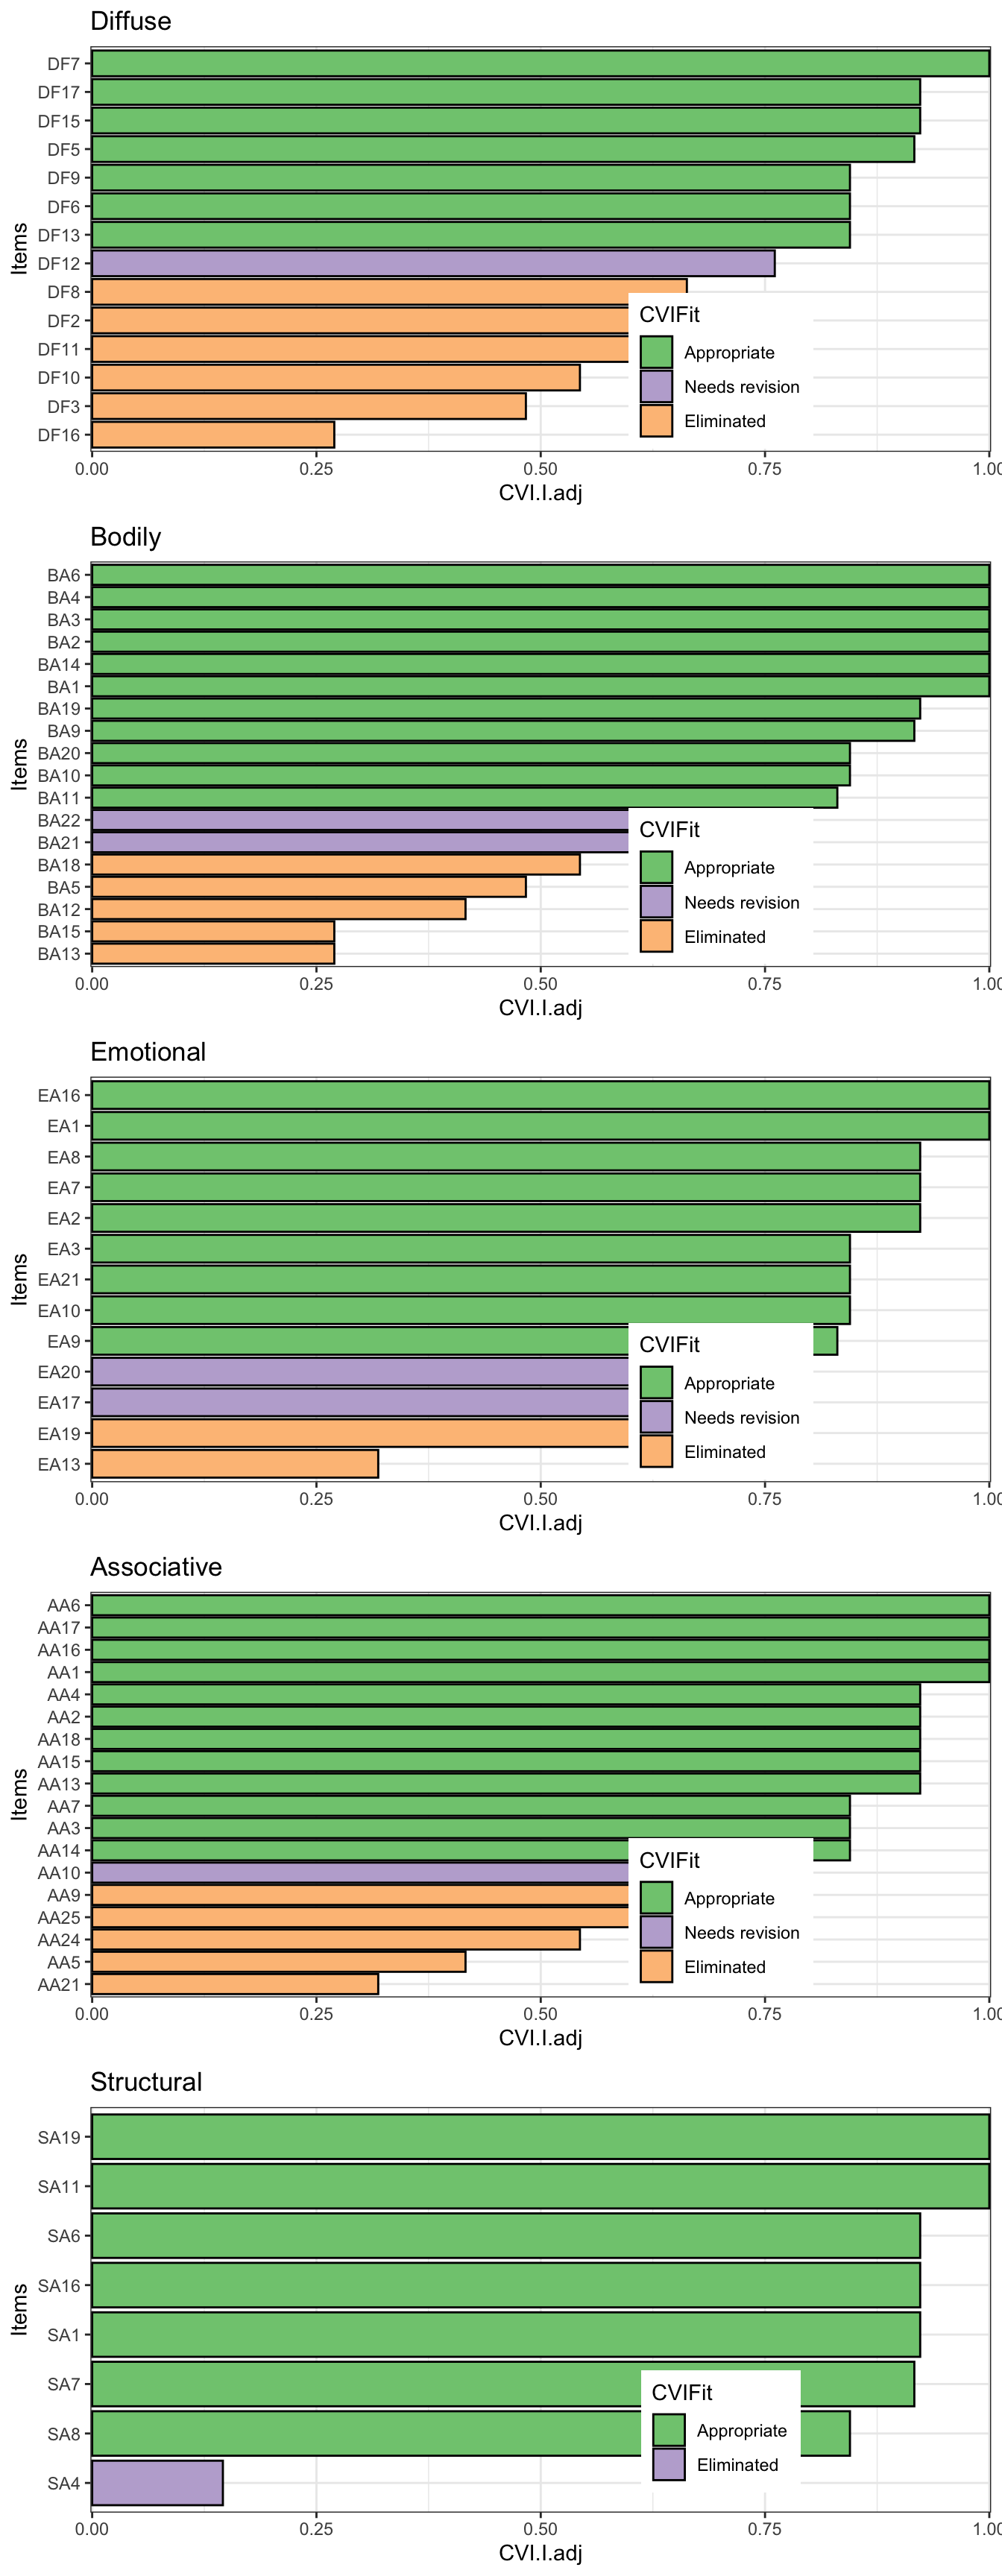 Diffuse
Items
DF7
DF17
DF15
DF5
DF9
DF6
DF13
DF12
DF8
DF2
DF11
DF10
DF3
DF16
CVIFit
Appropriate
Needs revision
Eliminated
0.00 0.25 0.50 0.75 1.00
CVI.I.adj
Bodily
Items
BA6
BA4
BA3
BA2
BA14
BA1
BA19
BA9
BA20
BA10
BA11
BA22
BA21
BA18
BA5
BA12
BA15
BA13
CVIFit
Appropriate
Needs revision
Eliminated
0.00 0.25 0.50 0.75 1.00
CVI.I.adj
Emotional
Items
EA16
EA1
EA8
EA7
EA2
EA3
EA21
EA10
EA9
EA20
EA17
EA19
EA13
CVIFit
Appropriate
Needs revision
Eliminated
0.00 0.25 0.50 0.75 1.00
CVI.I.adj
Associative
Items
AA6
AA17
AA16
AA1
AA4
AA2
AA18
AA15
AA13
AA7
AA3
AA14
AA10
AA9
AA25
AA24
AA5
AA21
CVIFit
Appropriate
Needs revision
Eliminated
0.00 0.25 0.50 0.75 1.00
CVI.I.adj
Structural
Items
SA19
SA11
SA6
SA16
SA1
SA7
SA8
SA4
CVIFit
Appropriate
Eliminated
0.00 0.25 0.50 0.75 1.00
CVI.I.adj